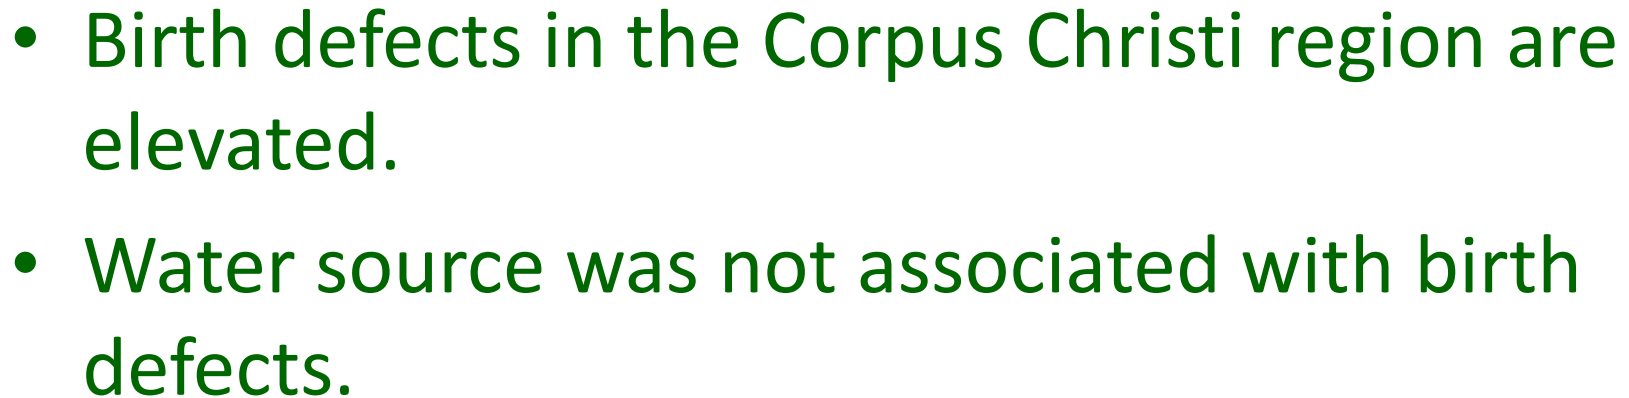 • Birth defects in the Corpus Christi region are
elevated.
• Water source was not associated with birth
defects.